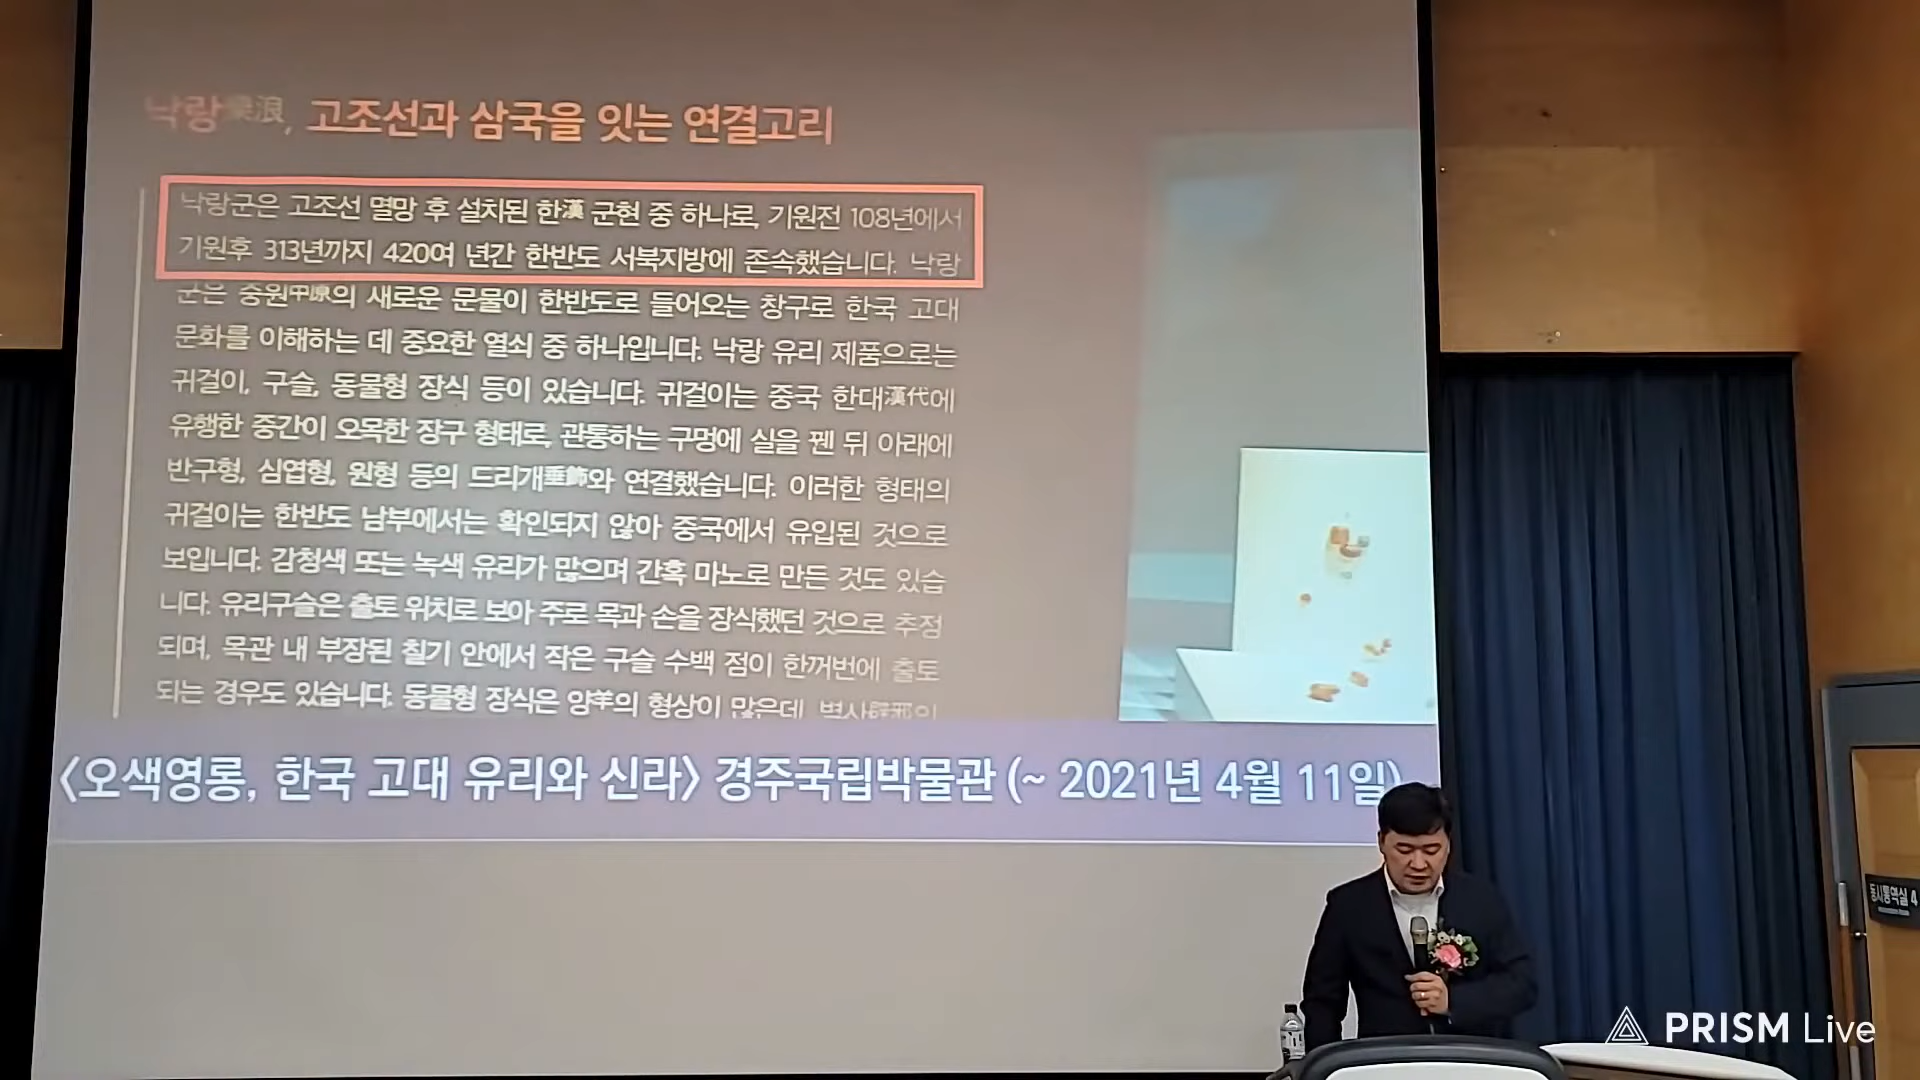 낙랑樂浪, 고조선과 삼국을 잇는 연결고리
낙랑군은 고조선 멸망 후 설치된 한漢 군현 중 하나로, 기원전 108년에서
기원후 313년까지 420여 년간 한반도 서북지방에 존속했습니다. 낙랑
군은 중원中原의 새로운 문물이 한반도로 들어오는 창구로 한국 고대
문화를 이해하는 데 중요한 열쇠 중 하나입니다. 낙랑 유리 제품으로는
귀걸이, 구슬, 동물형 장식 등이 있습니다. 귀걸이는 중국 한대漢代에
유행한 중간이 오목한 장구 형태로, 관통하는 구멍에 실을 꿴 뒤 아래에
반구형, 심엽형, 원형 등의 드리개垂飾와 연결했습니다. 이러한 형태의
귀걸이는 한반도 남부에서는 확인되지 않아 중국에서 유입된 것으로
보입니다. 감청색 또는 녹색 유리가 많으며 간혹 마노로 만든 것도 있습
니다. 유리구슬은 출토 위치로 보아 주로 목과 손을 장식했던 것으로 추정
되며, 목관 내 부장된 칠기 안에서 작은 구슬 수백 점이 한꺼번에 출토
되는 경우도 있습니다. 동물형 장식은 양羊의 형상이 많은데, 벽사辟邪의
<오색영롱, 한국 고대 유리와 신라> 경주국립박물관 (~ 2021년 4월 11일)
동시통역실 4
PRISM Live